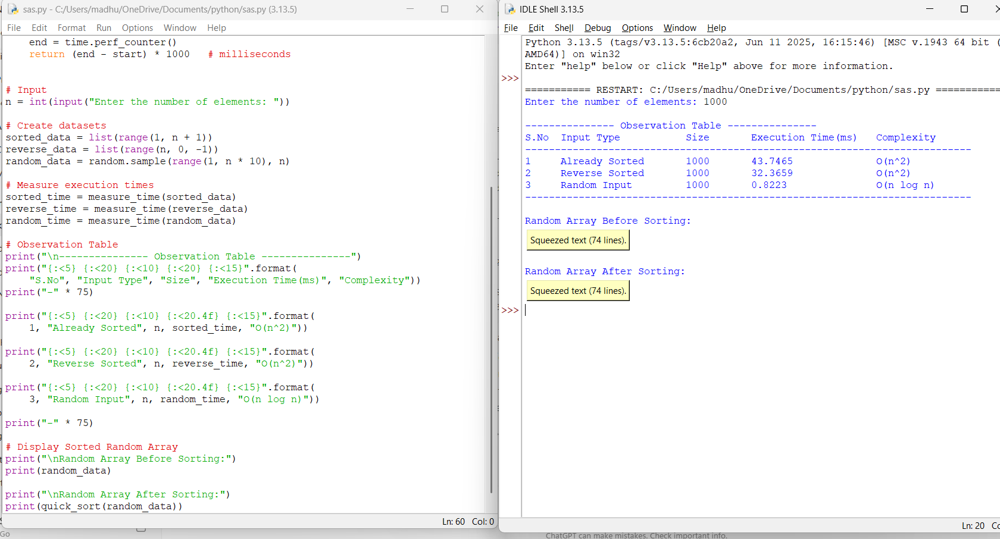 sas.py - C:/Users/madhu/OneDrive/Documents/python/sas.py (3.13.5)
File Edit Format Run Options Window Help
    end = time.perf_counter()
    return (end - start) * 1000   # milliseconds
# Input
n = int(input("Enter the number of elements: "))
# Create datasets
sorted_data = list(range(1, n + 1))
reverse_data = list(range(n, 0, -1))
random_data = random.sample(range(1, n * 10), n)
# Measure execution times
sorted_time = measure_time(sorted_data)
reverse_time = measure_time(reverse_data)
random_time = measure_time(random_data)
# Observation Table
print("\n--------------- Observation Table ---------------")
print("{:<5} {:<20} {:<10} {:<20} {:<15}".format(
    "S.No", "Input Type", "Size", "Execution Time(ms)", "Complexity"))
print("-" * 75)
print("{:<5} {:<20} {:<10} {:<20.4f} {:<15}".format(
    1, "Already Sorted", n, sorted_time, "O(n^2)"))
print("{:<5} {:<20} {:<10} {:<20.4f} {:<15}".format(
    2, "Reverse Sorted", n, reverse_time, "O(n^2)"))
print("{:<5} {:<20} {:<10} {:<20.4f} {:<15}".format(
    3, "Random Input", n, random_time, "O(n log n)"))
print("-" * 75)
# Display Sorted Random Array
print("\nRandom Array Before Sorting:")
print(random_data)
print("\nRandom Array After Sorting:")
print(quick_sort(random_data))
Ln: 60 Col: 0
IDLE Shell 3.13.5
File Edit Shell Debug Options Window Help
Python 3.13.5 (tags/v3.13.5:6cb20a2, Jun 11 2025, 16:15:46) [MSC v.1943 64 bit (
AMD64)] on win32
Enter "help" below or click "Help" above for more information.
>>>
=========== RESTART: C:/Users/madhu/OneDrive/Documents/python/sas.py ===========
Enter the number of elements: 1000
--------------- Observation Table ---------------
S.No  Input Type           Size       Execution Time(ms)   Complexity
---------------------------------------------------------------------------
1     Already Sorted       1000       43.7465              O(n^2)
2     Reverse Sorted       1000       32.3659              O(n^2)
3     Random Input         1000       0.8223               O(n log n)
---------------------------------------------------------------------------
Random Array Before Sorting:
Squeezed text (74 lines).
Random Array After Sorting:
Squeezed text (74 lines).
>>>
Ln: 20
Go
ChatGPT can make mistakes. Check important info.